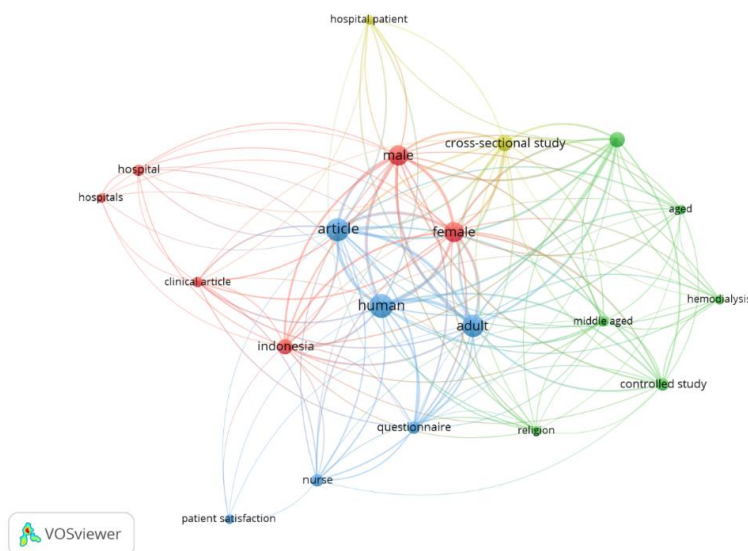 hospital patient
cross-sectional study
male
hospital
hospitals
aged
article
female
clinical article
hemodialysis
human
middle aged
adult
indonesia
controlled study
questionnaire
religion
nurse
patient satisfaction
VOSviewer